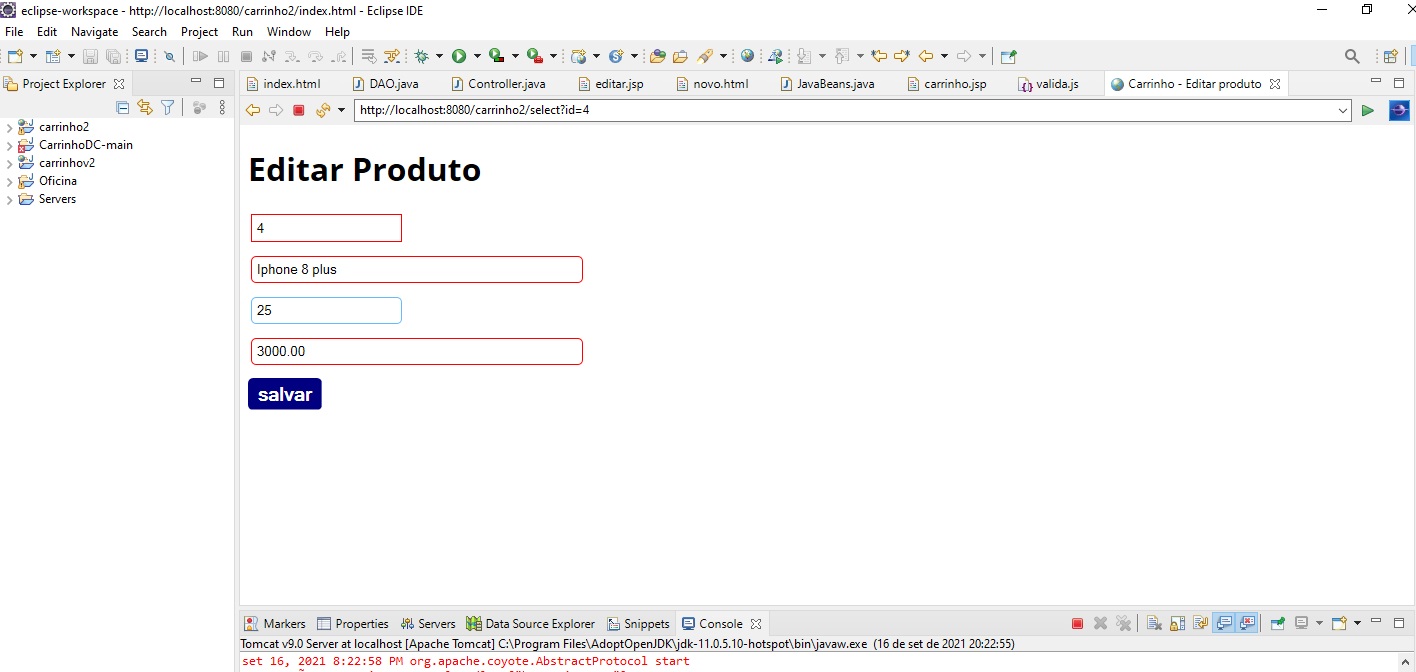 eclipse-workspace - http://localhost:8080/carrinho2/index.html - Eclipse IDE
File Edit Navigate Search Project Run Window Help
Project Explorer
index.html DAO.java Controller.java editar.jsp novo.html JavaBeans.java carrinho.jsp valida.js Carrinho - Editar produto
http://localhost:8080/carrinho2/select?id=4
carrinho2
CarrinhoDC-main
carrinhov2
Oficina
Servers
Editar Produto
4
Iphone 8 plus
25
3000.00
salvar
Markers Properties Servers Data Source Explorer Snippets Console
Tomcat v9.0 Server at localhost [Apache Tomcat] C:\Program Files\AdoptOpenJDK\jdk-11.0.5.10-hotspot\bin\javaw.exe (16 de set de 2021 20:22:55)
set 16, 2021 8:22:58 PM org.apache.coyote.AbstractProtocol start